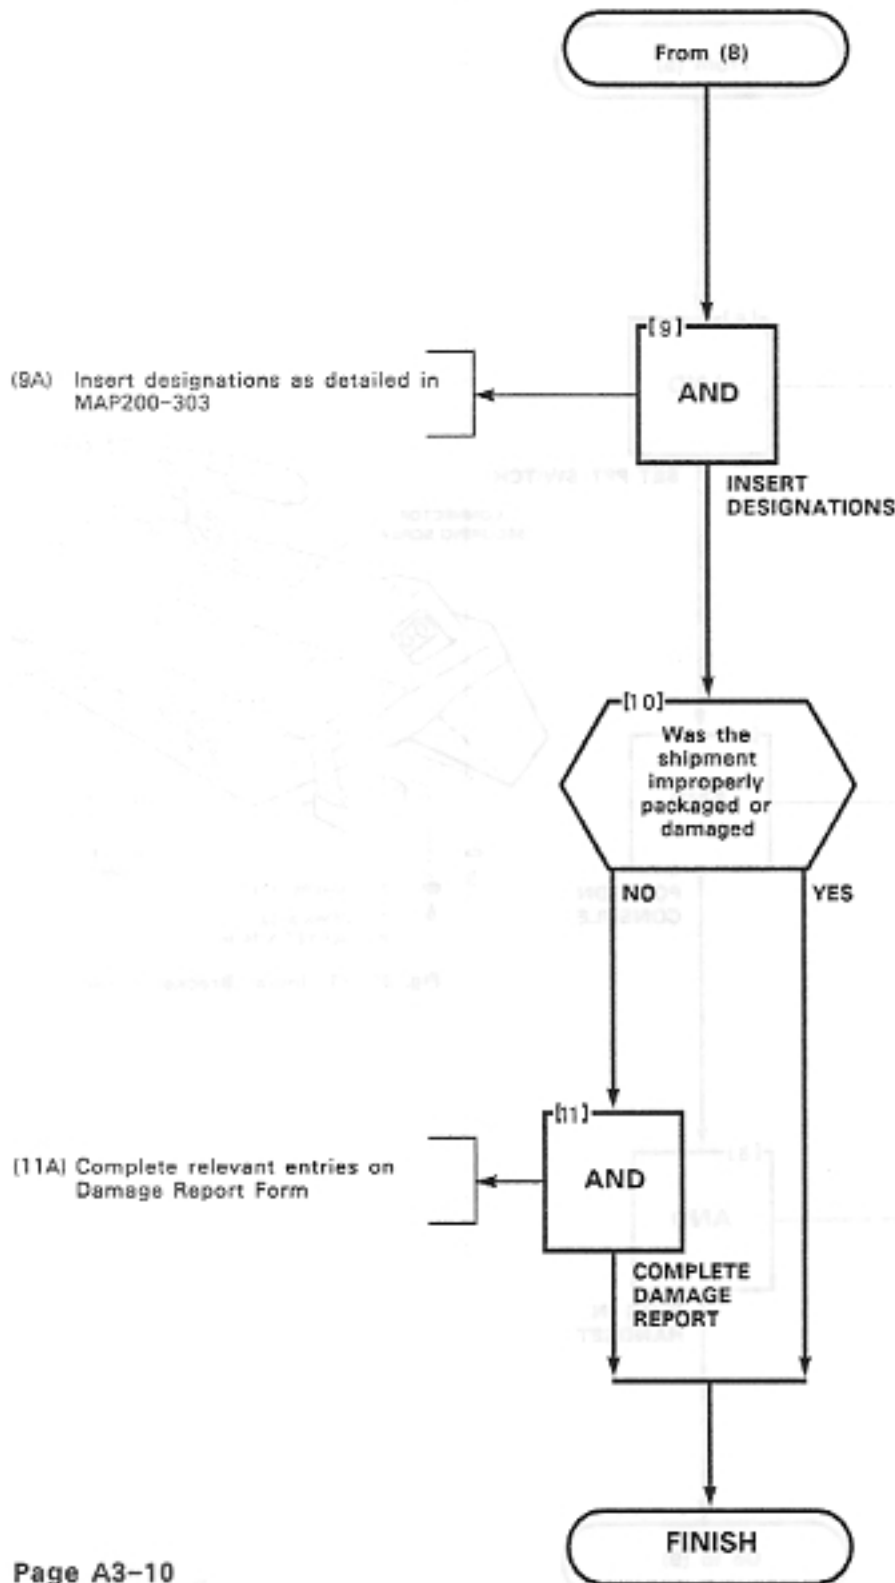 From (8)
[9]
(9A) Insert designations as detailed in
MAP200-303
AND
INSERT
DESIGNATIONS
[10]
Was the
shipment
improperly
packaged or
damaged
NO
YES
[11]
(11A) Complete relevant entries on
Damage Report Form
AND
COMPLETE
DAMAGE
REPORT
FINISH
Page A3-10